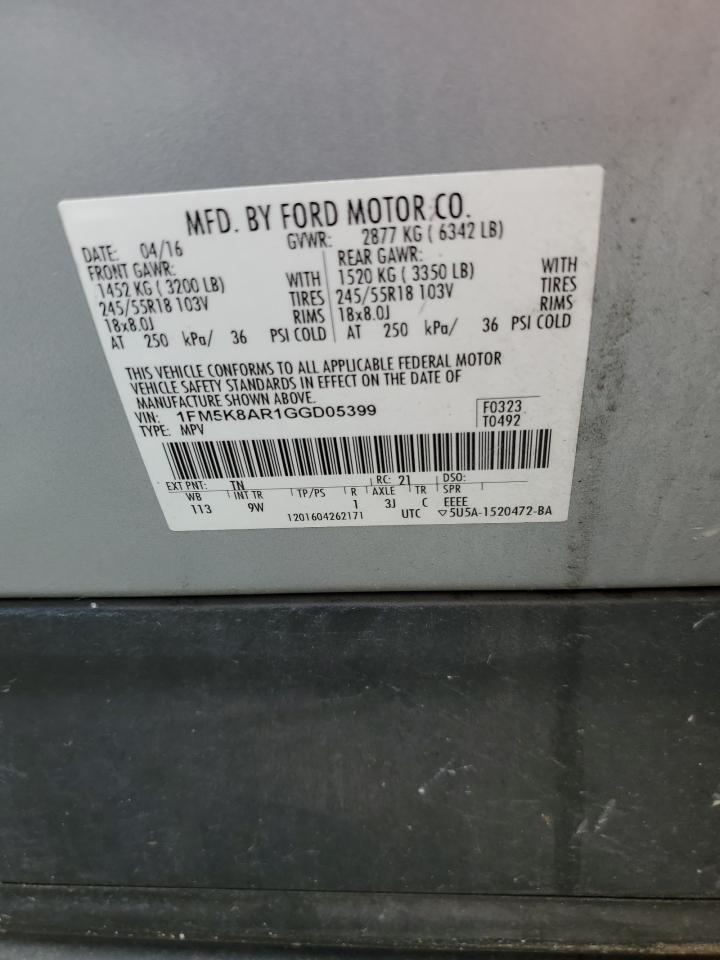 MFD. BY FORD MOTOR CO.
DATE: 04/16 GVWR: 2877 KG ( 6342 LB)
FRONT GAWR: REAR GAWR:
1452 KG ( 3200 LB) WITH 1520 KG ( 3350 LB) WITH
245/55R18 103V TIRES 245/55R18 103V TIRES
18x8.0J RIMS 18x8.0J RIMS
AT 250 kPa/ 36 PSI COLD AT 250 kPa/ 36 PSI COLD
THIS VEHICLE CONFORMS TO ALL APPLICABLE FEDERAL MOTOR
VEHICLE SAFETY STANDARDS IN EFFECT ON THE DATE OF
MANUFACTURE SHOWN ABOVE.
VIN: 1FM5K8AR1GGD05399 F0323
TYPE: MPV T0492
EXT PNT: TN RC: 21 DSO:
WB INT TR TP/PS R AXLE TR SPR
113 9W 1 3J C EEEE
1201604262171 UTC ▽5U5A-1520472-BA